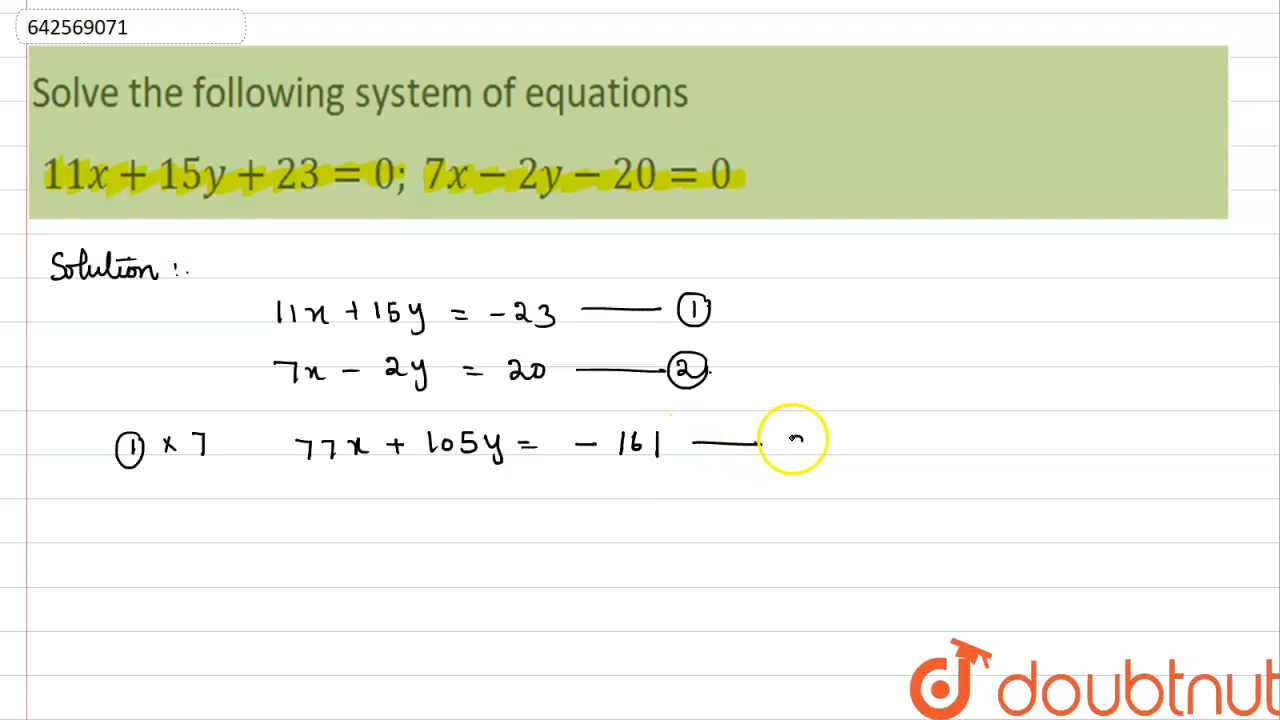 642569071
Solve the following system of equations
11x + 15y + 23 = 0; 7x − 2y − 20 = 0
Solution :.
11x + 15y = -23 —— ①
7x - 2y = 20 —— ②.
① × 7 77x + 105y = - 161 ——
doubtnut